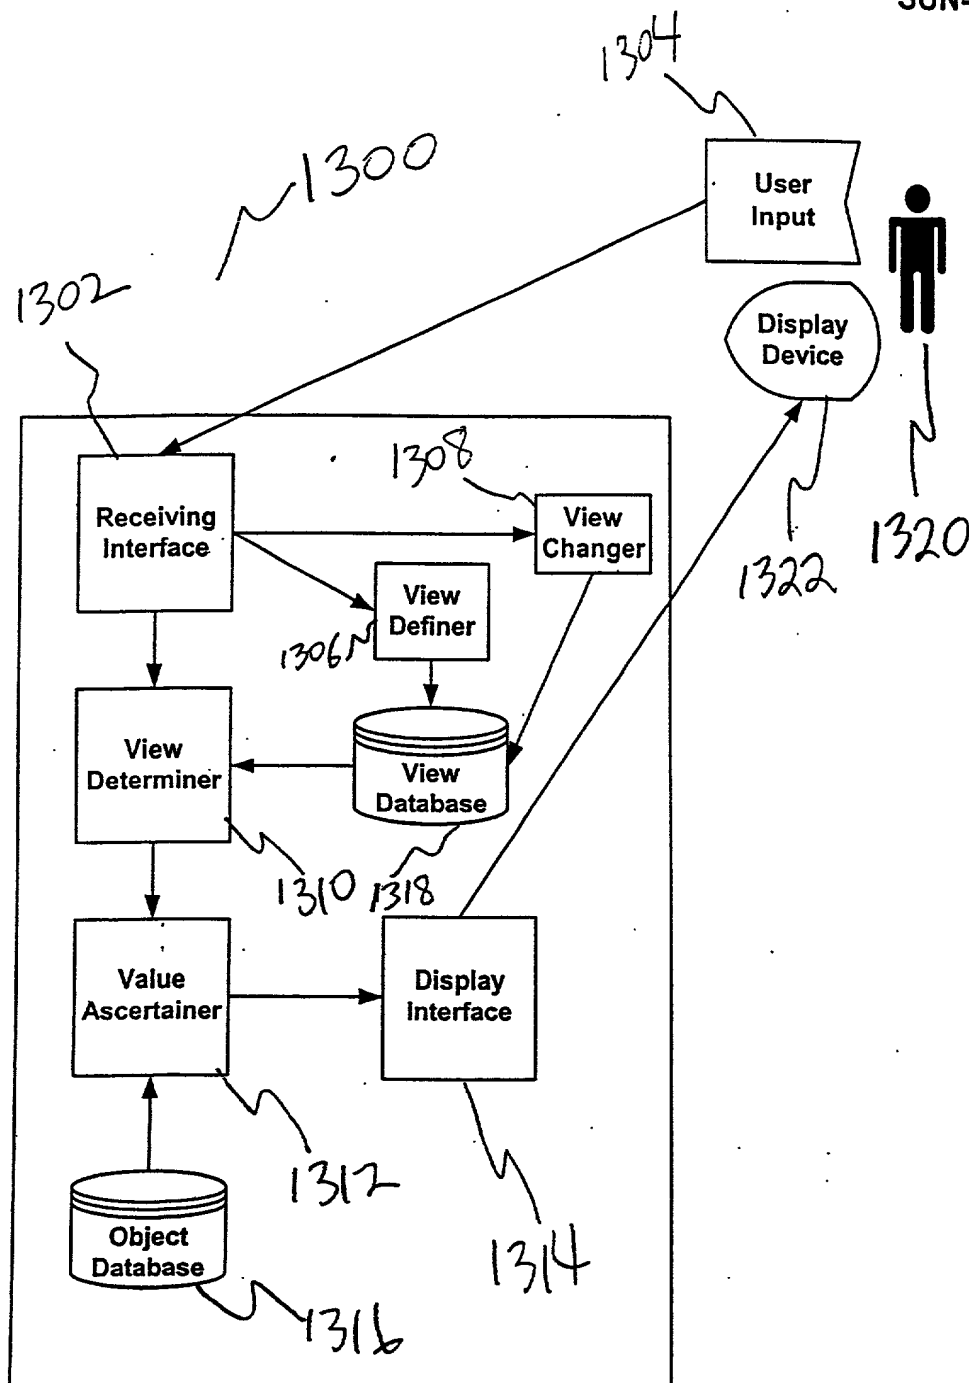 1304
1300
User
Input
1302
Display
Device
1308
Receiving
Interface
View
Changer
1320
1322
View
Definer
1306
View
Determiner
View
Database
1310
1318
Value
Ascertainer
Display
Interface
1312
Object
Database
1314
1316